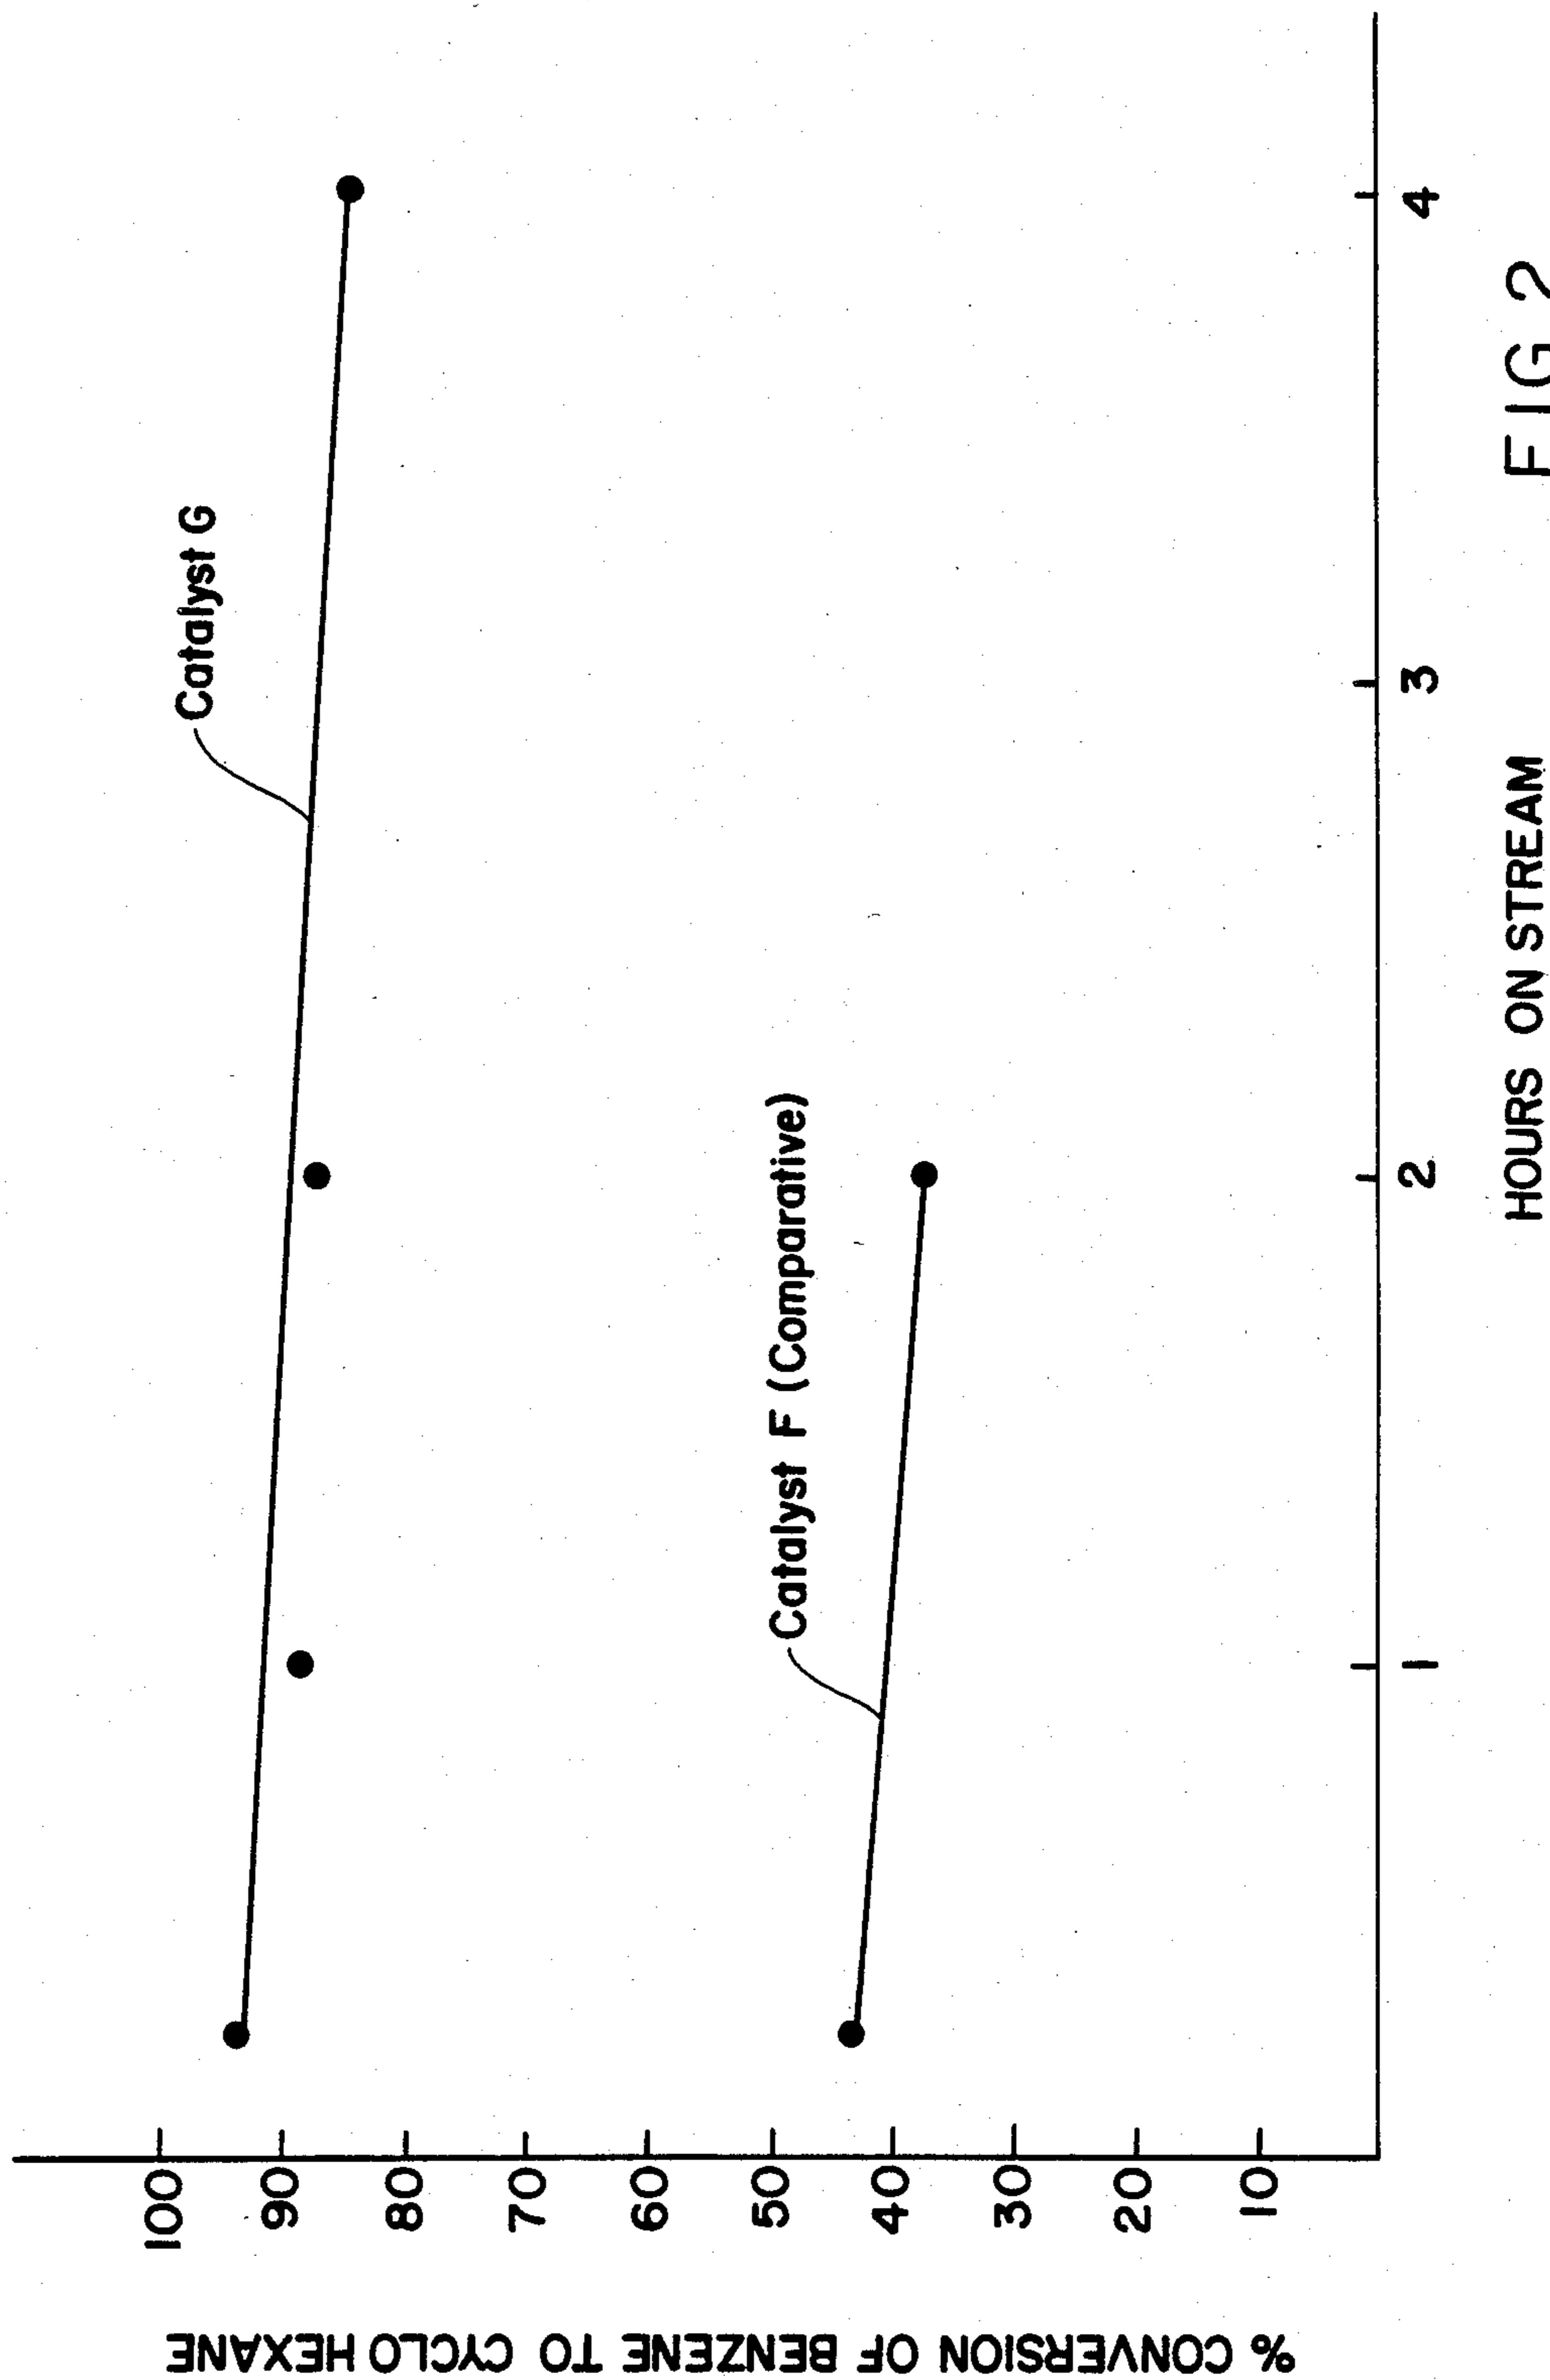 % CONVERSION OF BENZENE TO CYCLO HEXANE
100
90
80
70
60
50
40
30
20
10
Catalyst G
Catalyst F (Comparative)
1
2
3
4
HOURS ON STREAM
FIG 2